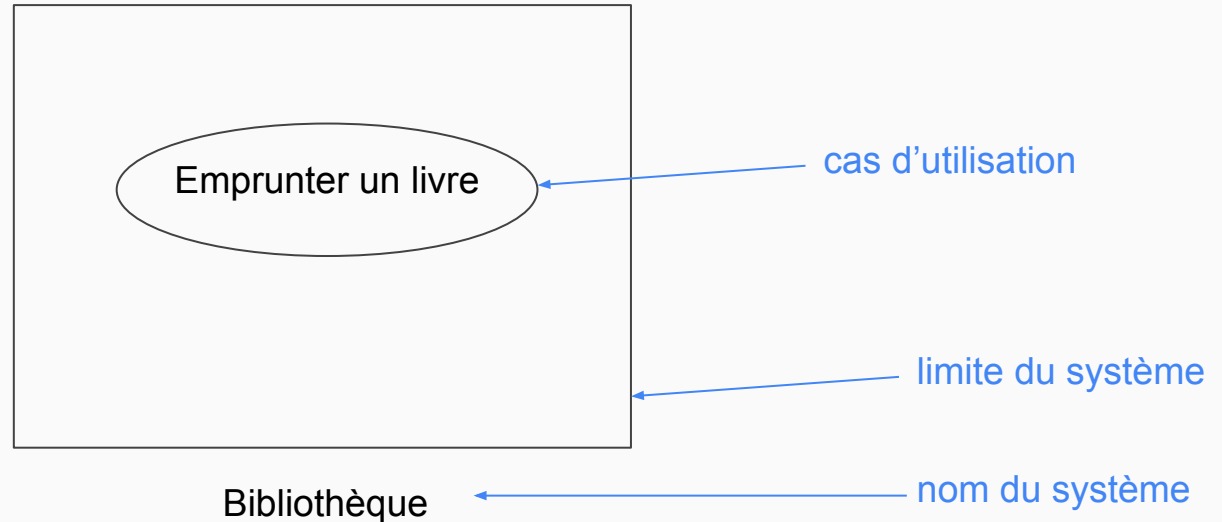 cas d’utilisation
Emprunter un livre
limite du système
nom du système
Bibliothèque